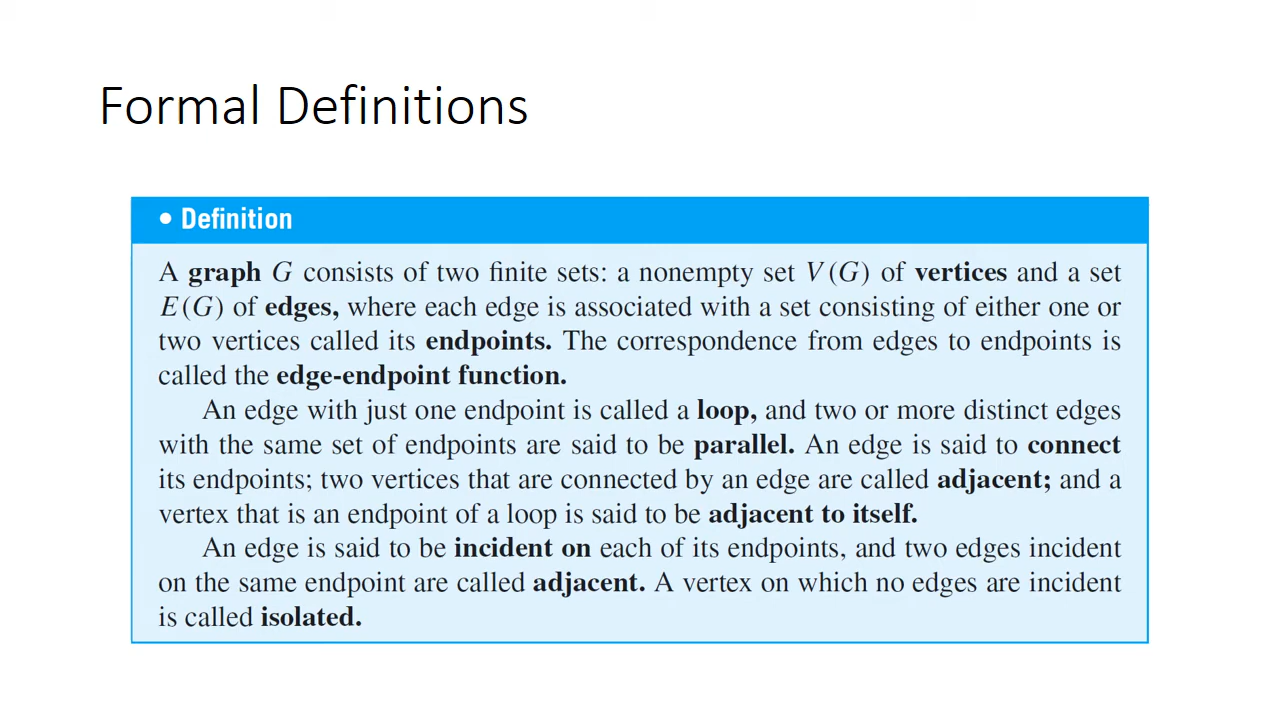 Formal Definitions
• Definition
A graph G consists of two finite sets: a nonempty set V(G) of vertices and a set
E(G) of edges, where each edge is associated with a set consisting of either one or
two vertices called its endpoints. The correspondence from edges to endpoints is
called the edge-endpoint function.
An edge with just one endpoint is called a loop, and two or more distinct edges
with the same set of endpoints are said to be parallel. An edge is said to connect
its endpoints; two vertices that are connected by an edge are called adjacent; and a
vertex that is an endpoint of a loop is said to be adjacent to itself.
An edge is said to be incident on each of its endpoints, and two edges incident
on the same endpoint are called adjacent. A vertex on which no edges are incident
is called isolated.